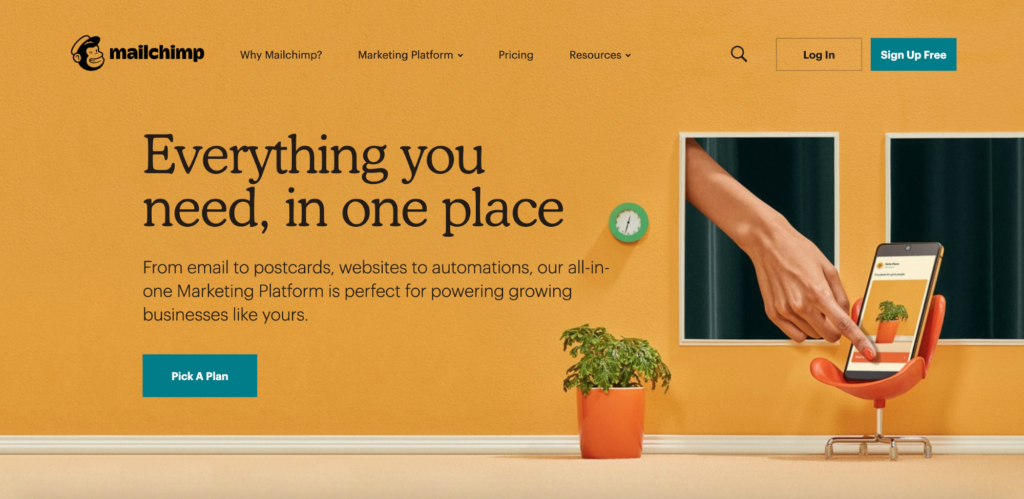 mailchimp
Why Mailchimp?
Marketing Platform
Pricing
Resources
Log In
Sign Up Free
Everything you
need, in one place
From email to postcards, websites to automations, our all-in-
one Marketing Platform is perfect for powering growing
businesses like yours.
Pick A Plan